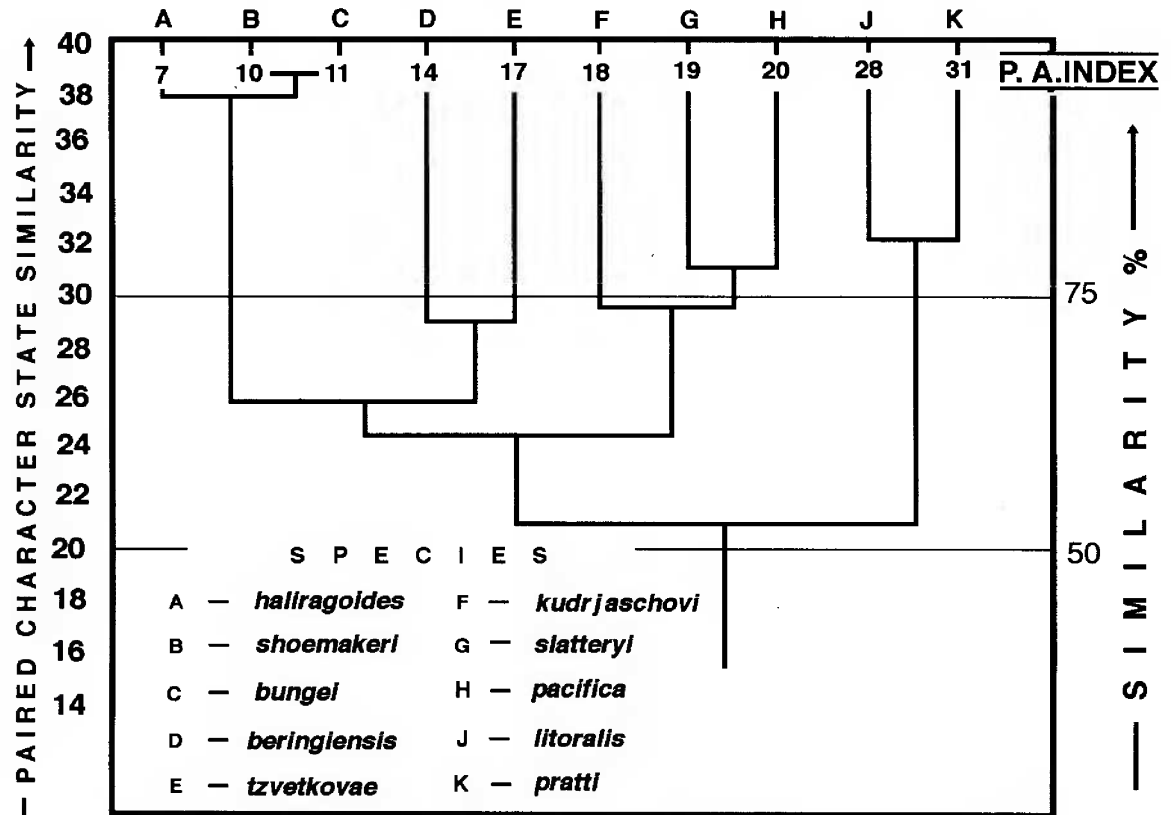 A B C D E F G H J K
40
7 10 11 14 17 18 19 20 28 31 P. A. INDEX
38
36
34
32
30 75
28
26
24
22
20 50
18
16
14
S P E C I E S
A — haliragoides F — kudrjaschovi
B — shoemakeri G — slatteryi
C — bungei H — pacifica
D — beringiensis J — litoralis
E — tzvetkovae K — pratti
— PAIRED CHARACTER STATE SIMILARITY
— SIMILARITY %